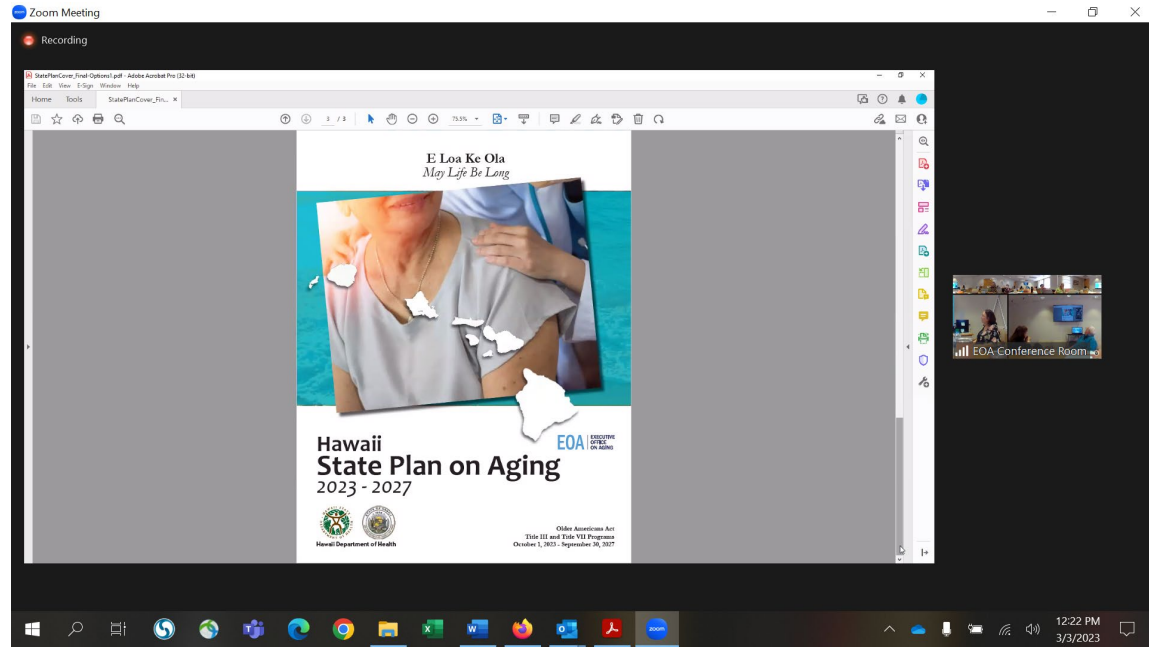 Zoom Meeting
Recording
StatePlanCover_Final-Options1.pdf - Adobe Acrobat Pro (32-bit)
File Edit View E-Sign Window Help
Home Tools StatePlanCover_Fin... ×
3 / 3 75.5%
E Loa Ke Ola
May Life Be Long
EOA EXECUTIVE
OFFICE
ON AGING
Hawaii
State Plan on Aging
2023 - 2027
Hawaii Department of Health
Older Americans Act
Title III and Title VII Programs
October 1, 2023 - September 30, 2027
EOA Conference Room
zoom
12:22 PM
3/3/2023